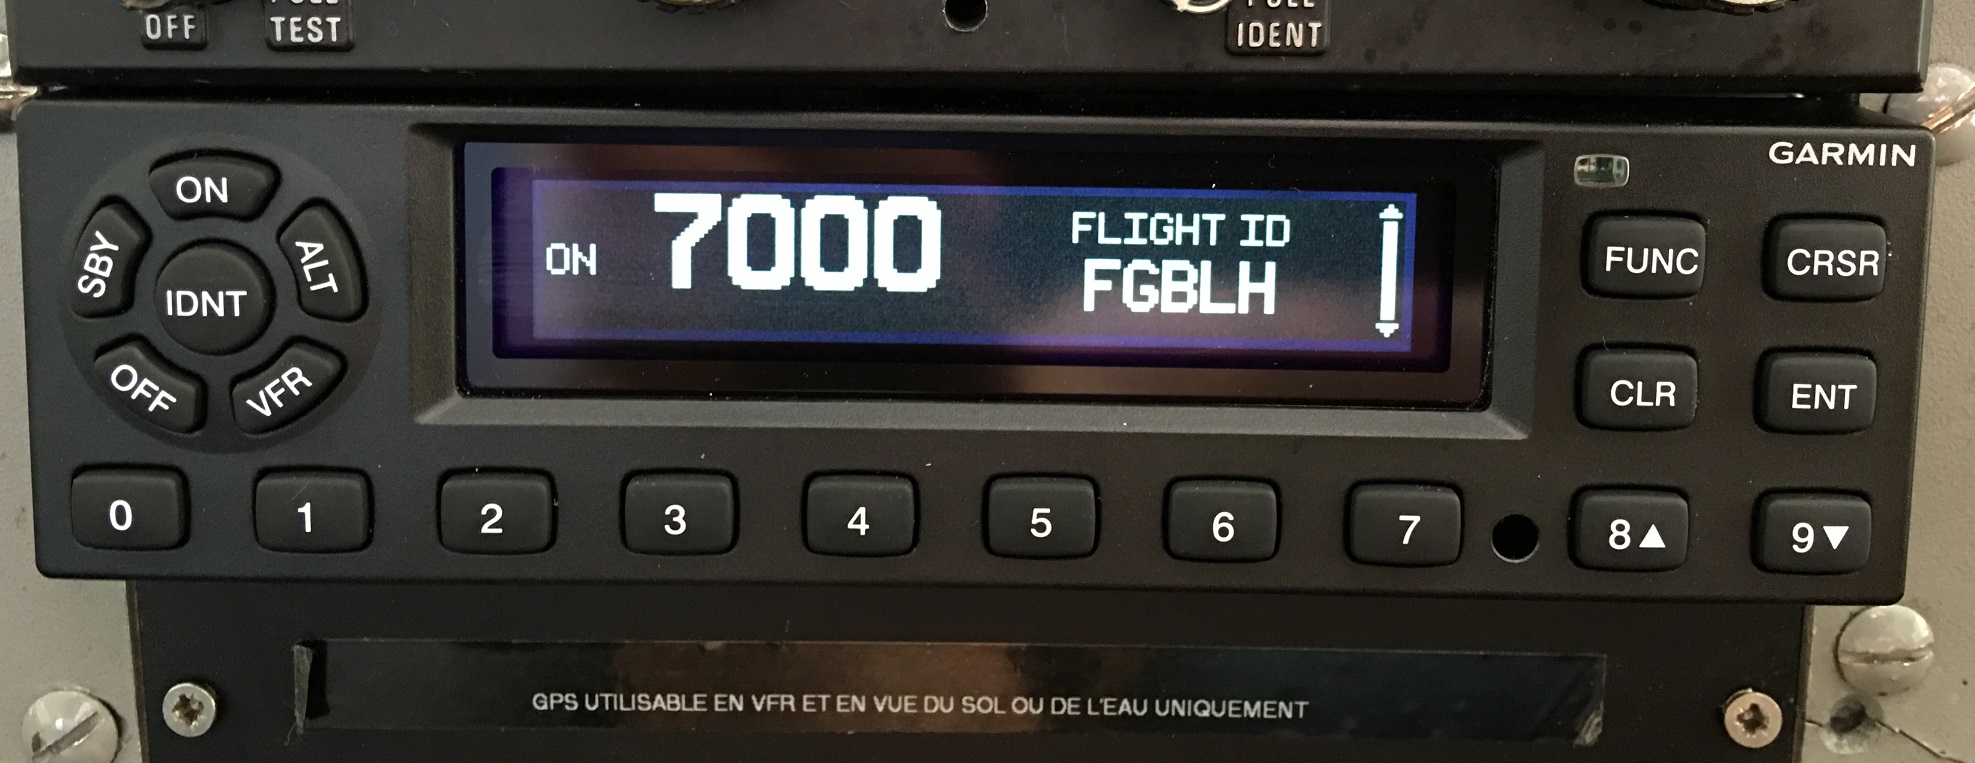 OFF
PULL
TEST
PULL
IDENT
GARMIN
ON
SBY
ALT
IDNT
OFF
VFR
ON
7000
FLIGHT ID
FGBLH
FUNC
CRSR
CLR
ENT
0 1 2 3 4 5 6 7 8▲ 9▼
GPS UTILISABLE EN VFR ET EN VUE DU SOL OU DE L'EAU UNIQUEMENT